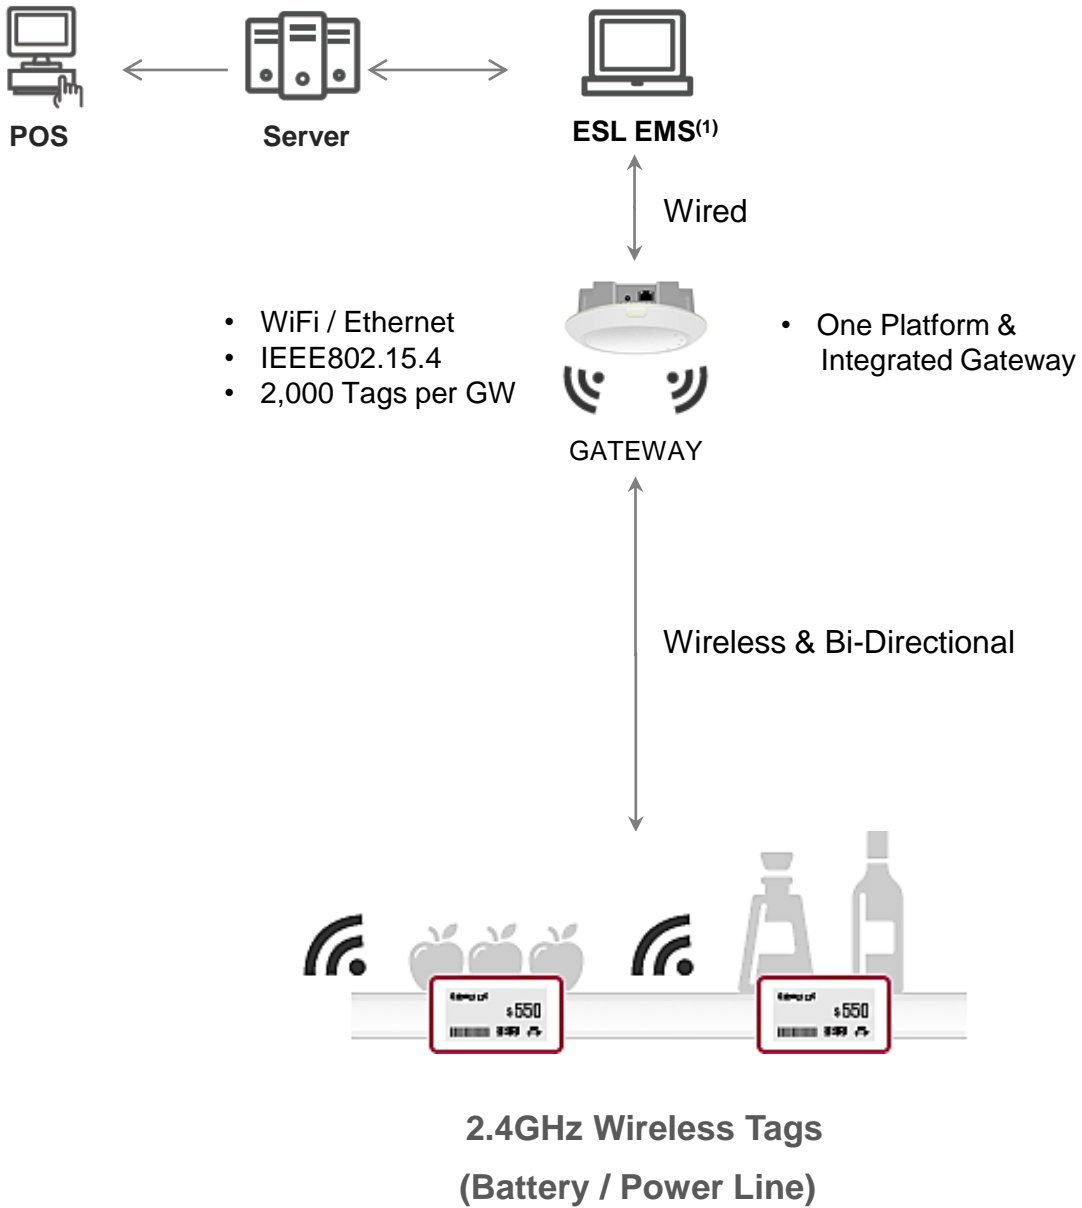 POS
Server
ESL EMS(1)
Wired
• WiFi / Ethernet
• IEEE802.15.4
• 2,000 Tags per GW
• One Platform &
Integrated Gateway
GATEWAY
Wireless & Bi-Directional
$550
$550
2.4GHz Wireless Tags
(Battery / Power Line)